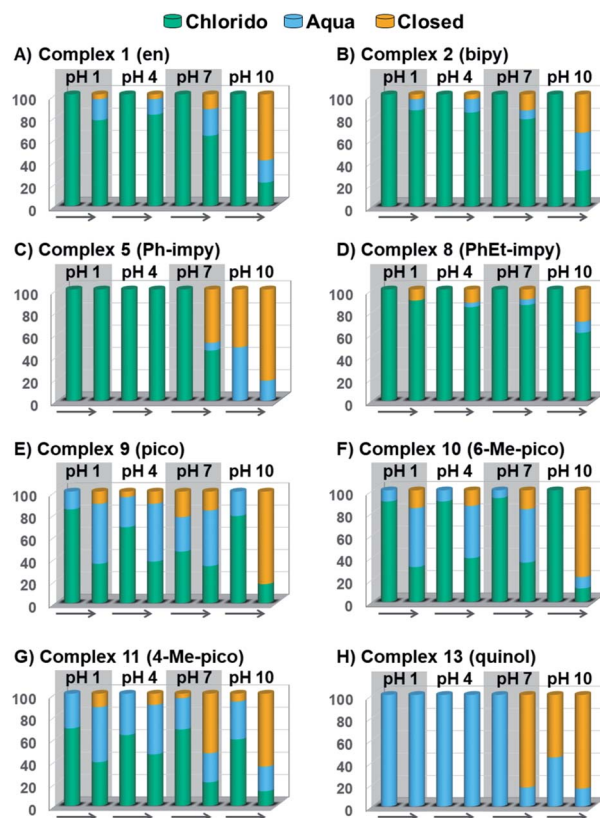 Chlorido Aqua Closed
A) Complex 1 (en)
pH 1 pH 4 pH 7 pH 10
100
80
60
40
20
0
B) Complex 2 (bipy)
pH 1 pH 4 pH 7 pH 10
100
80
60
40
20
0
C) Complex 5 (Ph-impy)
pH 1 pH 4 pH 7 pH 10
100
80
60
40
20
0
D) Complex 8 (PhEt-impy)
pH 1 pH 4 pH 7 pH 10
100
80
60
40
20
0
E) Complex 9 (pico)
pH 1 pH 4 pH 7 pH 10
100
80
60
40
20
0
F) Complex 10 (6-Me-pico)
pH 1 pH 4 pH 7 pH 10
100
80
60
40
20
0
G) Complex 11 (4-Me-pico)
pH 1 pH 4 pH 7 pH 10
100
80
60
40
20
0
H) Complex 13 (quinol)
pH 1 pH 4 pH 7 pH 10
100
80
60
40
20
0